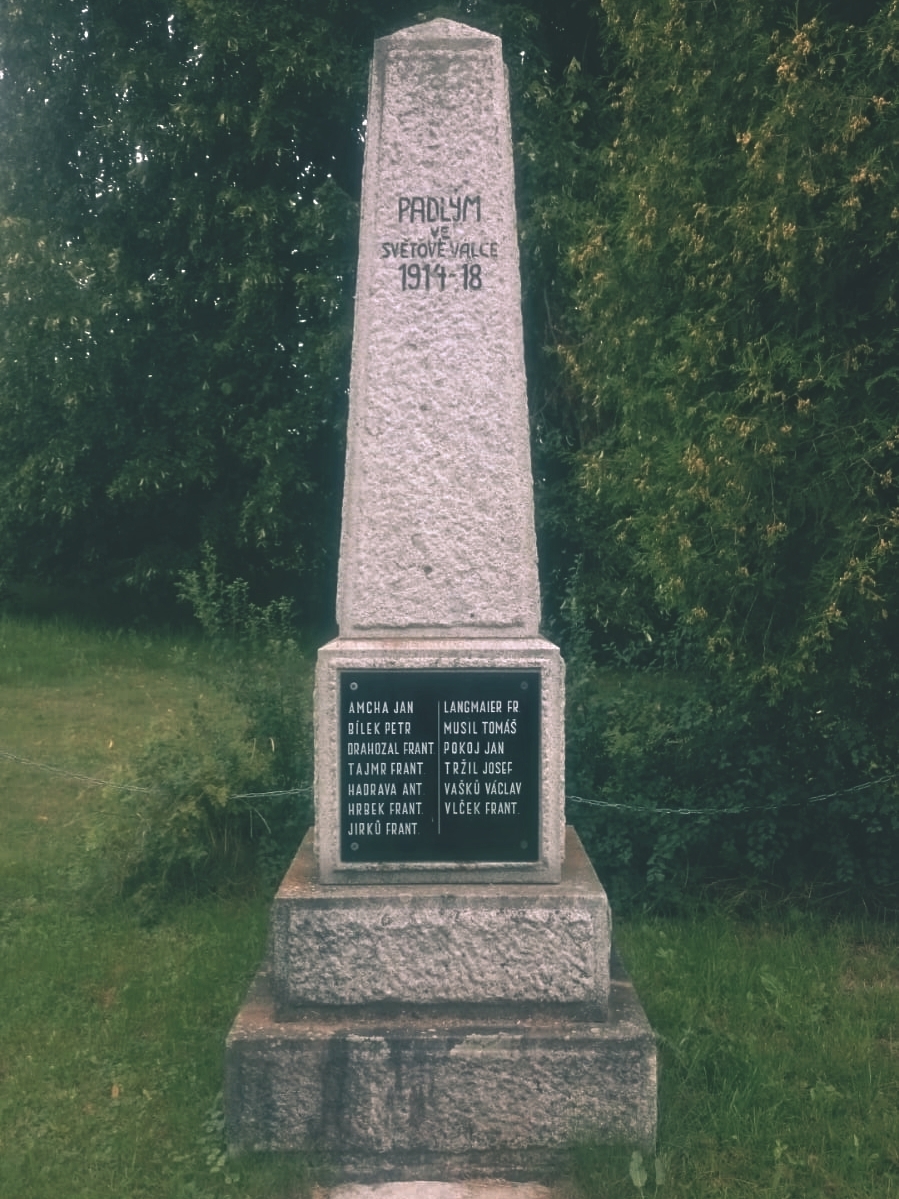 PADLÝM
VE
SVĚTOVÉ VÁLCE
1914-18
AMCHA JAN
BÍLEK PETR
DRAHOZAL FRANT.
TAJMR FRANT.
HADRAVA ANT.
HRBEK FRANT.
JIRKŮ FRANT.
LANGMAIER FR.
MUSIL TOMÁŠ
POKOJ JAN
TRŽIL JOSEF
VAŠKŮ VÁCLAV
VLČEK FRANT.